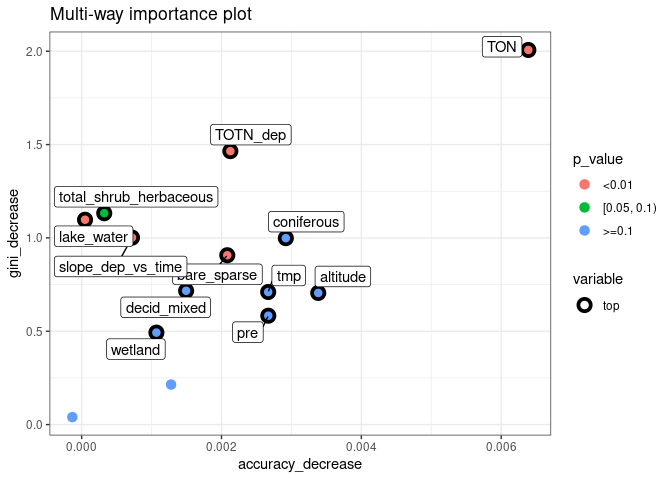 Multi-way importance plot
gini_decrease
2.0
1.5
1.0
0.5
0.0
TON
TOTN_dep
total_shrub_herbaceous
coniferous
lake_water
slope_dep_vs_time
bare_sparse
tmp
altitude
decid_mixed
pre
wetland
0.000
0.002
0.004
0.006
accuracy_decrease
p_value
<0.01
[0.05, 0.1)
>=0.1
variable
top